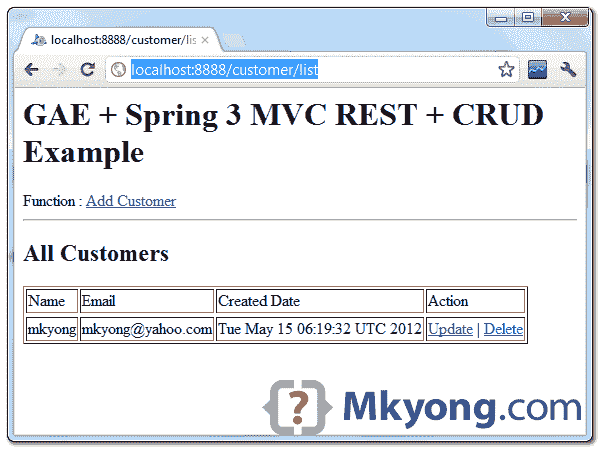 localhost:8888/customer/lis
localhost:8888/customer/list
GAE + Spring 3 MVC REST + CRUD
Example
Function : Add Customer
All Customers
Name Email Created Date Action
mkyong mkyong@yahoo.com Tue May 15 06:19:32 UTC 2012 Update | Delete
Mkyong.com